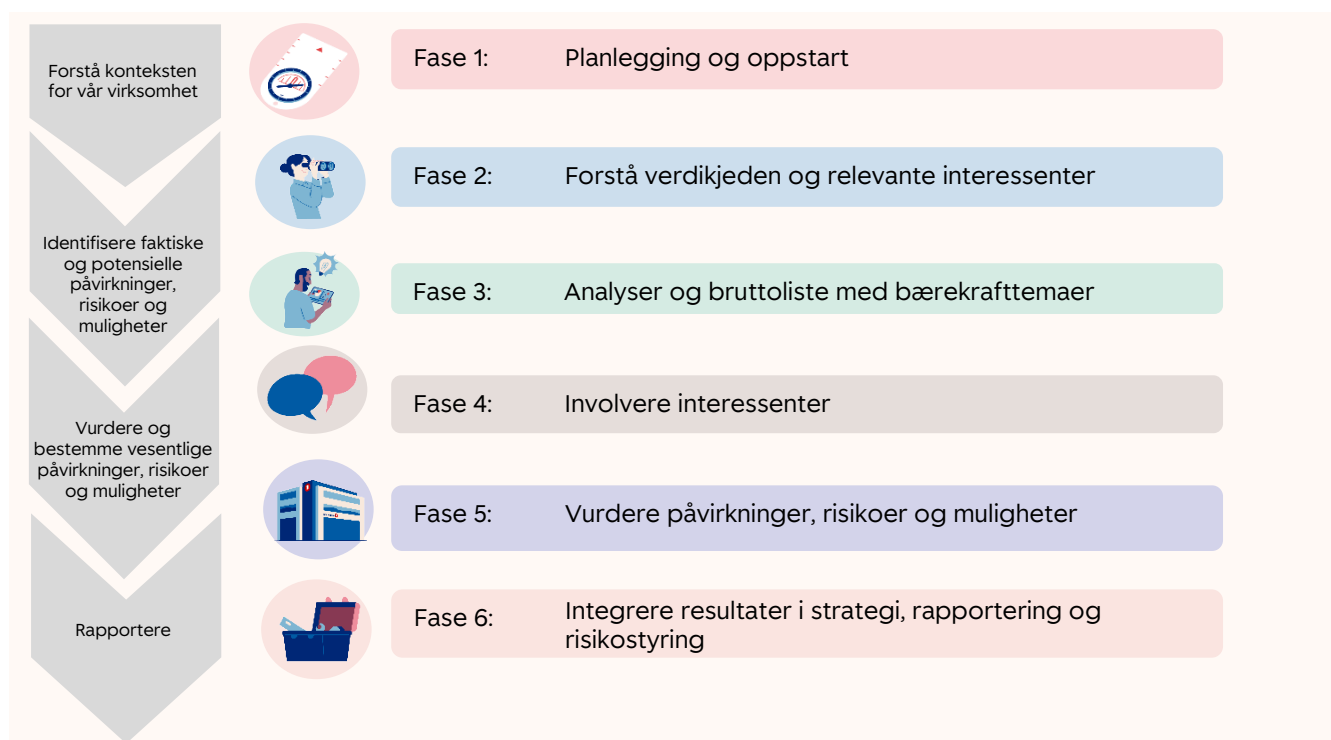 Forstå konteksten
for vår virksomhet
Identifisere faktiske
og potensielle
påvirkninger,
risikoer og
muligheter
Vurdere og
bestemme vesentlige
påvirkninger, risikoer
og muligheter
Rapportere
Fase 1: Planlegging og oppstart
Fase 2: Forstå verdikjeden og relevante interessenter
Fase 3: Analyser og bruttoliste med bærekrafttemaer
Fase 4: Involvere interessenter
Fase 5: Vurdere påvirkninger, risikoer og muligheter
Fase 6: Integrere resultater i strategi, rapportering og
risikostyring